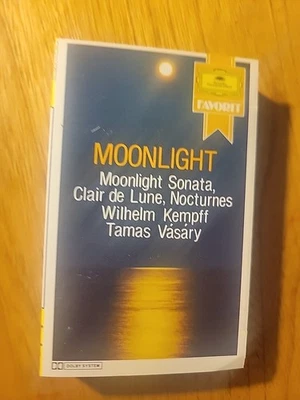 FAVORIT
MOONLIGHT
Moonlight Sonata,
Clair de Lune, Nocturnes
Wilhelm Kempff
Tamas Vásáry
DOLBY SYSTEM